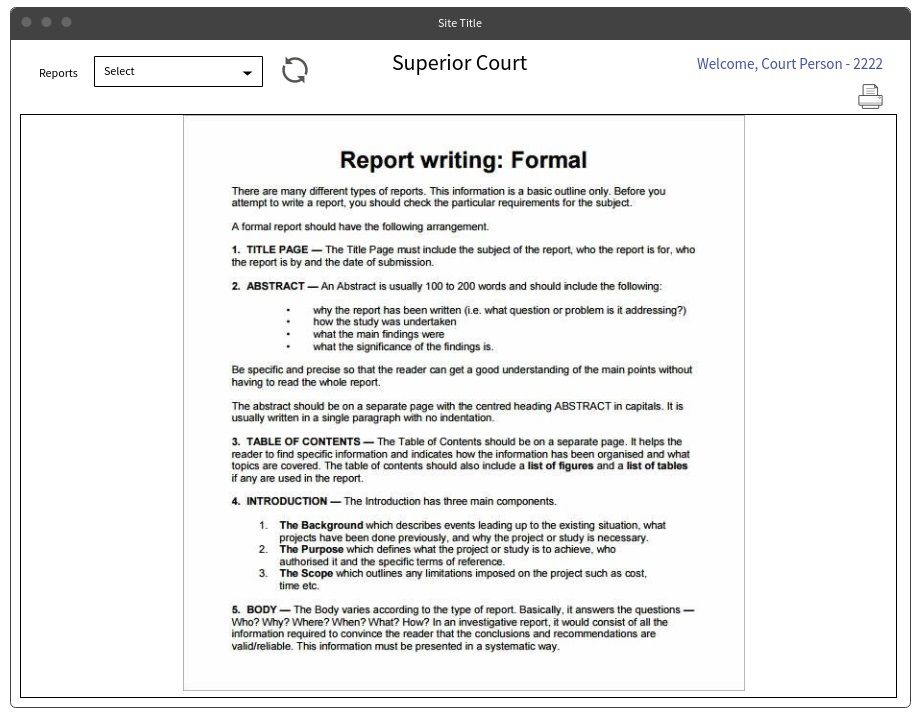 Site Title
Reports
Select
Superior Court
Welcome, Court Person - 2222
Report writing: Formal
There are many different types of reports. This information is a basic outline only. Before you
attempt to write a report, you should check the particular requirements for the subject.
A formal report should have the following arrangement.
1. TITLE PAGE — The Title Page must include the subject of the report, who the report is for, who
the report is by and the date of submission.
2. ABSTRACT — An Abstract is usually 100 to 200 words and should include the following:
• why the report has been written (i.e. what question or problem is it addressing?)
• how the study was undertaken
• what the main findings were
• what the significance of the findings is.
Be specific and precise so that the reader can get a good understanding of the main points without
having to read the whole report.
The abstract should be on a separate page with the centred heading ABSTRACT in capitals. It is
usually written in a single paragraph with no indentation.
3. TABLE OF CONTENTS — The Table of Contents should be on a separate page. It helps the
reader to find specific information and indicates how the information has been organised and what
topics are covered. The table of contents should also include a list of figures and a list of tables
if any are used in the report.
4. INTRODUCTION — The Introduction has three main components.
1. The Background which describes events leading up to the existing situation, what
projects have been done previously, and why the project or study is necessary.
2. The Purpose which defines what the project or study is to achieve, who
authorised it and the specific terms of reference.
3. The Scope which outlines any limitations imposed on the project such as cost,
time etc.
5. BODY — The Body varies according to the type of report. Basically, it answers the questions —
Who? Why? Where? When? What? How? In an investigative report, it would consist of all the
information required to convince the reader that the conclusions and recommendations are
valid/reliable. This information must be presented in a systematic way.